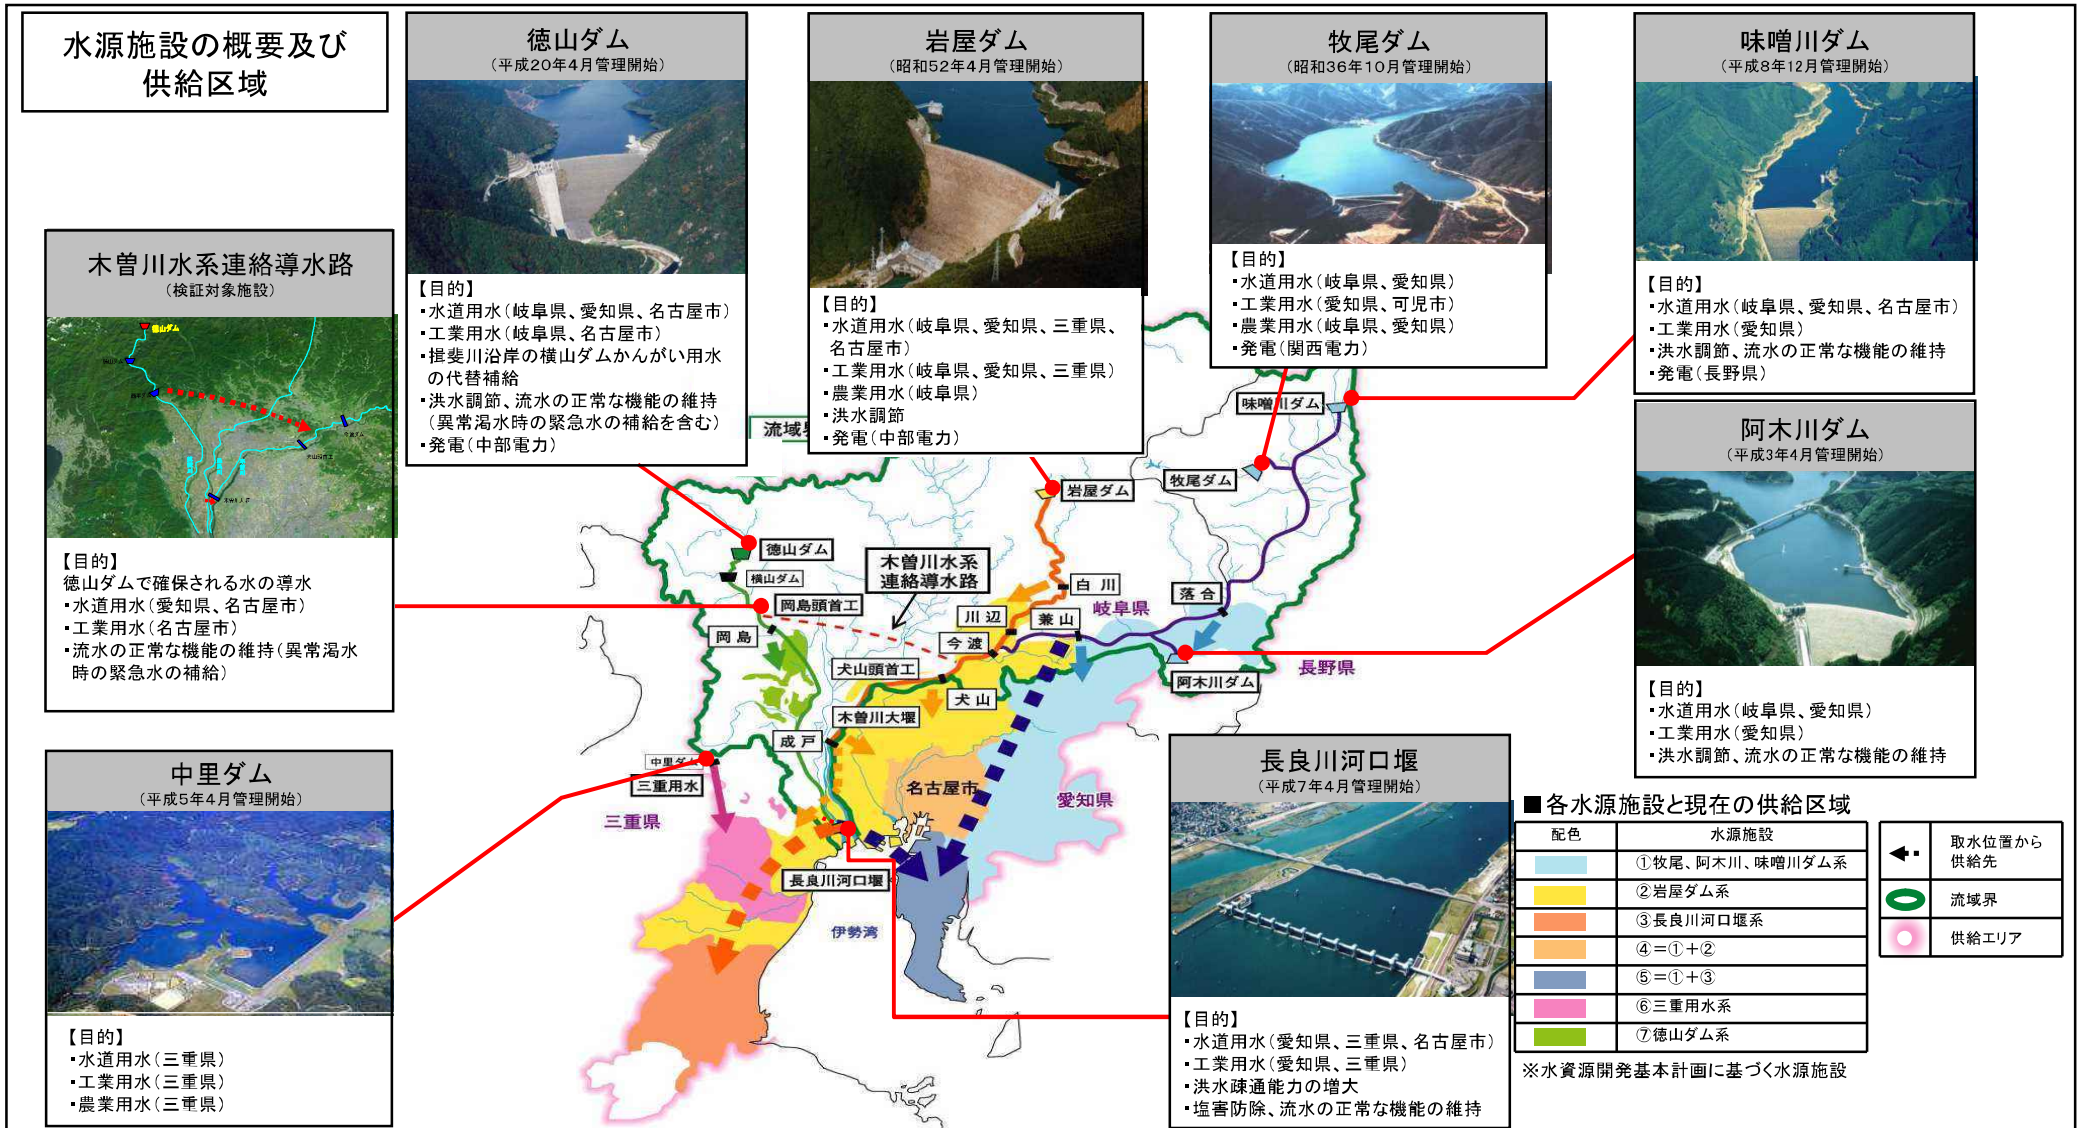 水源施設の概要及び
供給区域
徳山ダム
（平成20年4月管理開始）
【目的】
・水道用水（岐阜県、愛知県、名古屋市）
・工業用水（岐阜県、名古屋市）
・揖斐川沿岸の横山ダムかんがい用水
の代替補給
・洪水調節、流水の正常な機能の維持
（異常渇水時の緊急水の補給を含む）
・発電（中部電力）
岩屋ダム
（昭和52年4月管理開始）
【目的】
・水道用水（岐阜県、愛知県、三重県、
名古屋市）
・工業用水（岐阜県、愛知県、三重県）
・農業用水（岐阜県）
・洪水調節
・発電（中部電力）
牧尾ダム
（昭和36年10月管理開始）
【目的】
・水道用水（岐阜県、愛知県）
・工業用水（愛知県、可児市）
・農業用水（岐阜県、愛知県）
・発電（関西電力）
味噌川ダム
（平成8年12月管理開始）
【目的】
・水道用水（岐阜県、愛知県、名古屋市）
・工業用水（愛知県）
・洪水調節、流水の正常な機能の維持
・発電（長野県）
木曽川水系連絡導水路
（検証対象施設）
徳山ダム
【目的】
徳山ダムで確保される水の導水
・水道用水（愛知県、名古屋市）
・工業用水（名古屋市）
・流水の正常な機能の維持（異常渇水
時の緊急水の補給）
阿木川ダム
（平成3年4月管理開始）
【目的】
・水道用水（岐阜県、愛知県）
・工業用水（愛知県）
・洪水調節、流水の正常な機能の維持
中里ダム
（平成5年4月管理開始）
【目的】
・水道用水（三重県）
・工業用水（三重県）
・農業用水（三重県）
長良川河口堰
（平成7年4月管理開始）
【目的】
・水道用水（愛知県、三重県、名古屋市）
・工業用水（愛知県、三重県）
・洪水疎通能力の増大
・塩害防除、流水の正常な機能の維持
流域界
味噌川ダム
牧尾ダム
岩屋ダム
徳山ダム
横山ダム
木曽川水系
連絡導水路
岡島頭首工
岡島
白川
川辺
兼山
岐阜県
落合
今渡
犬山頭首工
犬山
阿木川ダム
長野県
木曽川大堰
成戸
中里ダム
三重用水
名古屋市
愛知県
三重県
長良川河口堰
伊勢湾
■各水源施設と現在の供給区域
配色 水源施設
①牧尾、阿木川、味噌川ダム系
②岩屋ダム系
③長良川河口堰系
④＝①＋②
⑤＝①＋③
⑥三重用水系
⑦徳山ダム系
取水位置から
供給先
流域界
供給エリア
※水資源開発基本計画に基づく水源施設